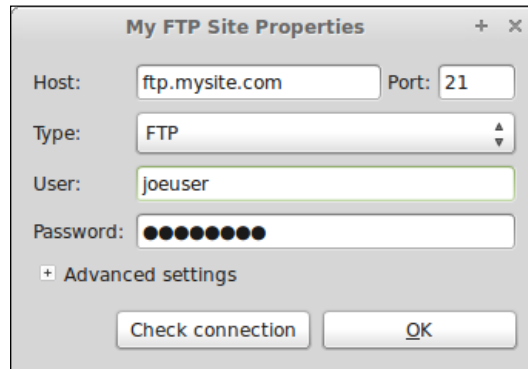 My FTP Site Properties
Host: ftp.mysite.com Port: 21
Type: FTP
User: joeuser
Password: ●●●●●●●●
Advanced settings
Check connection OK